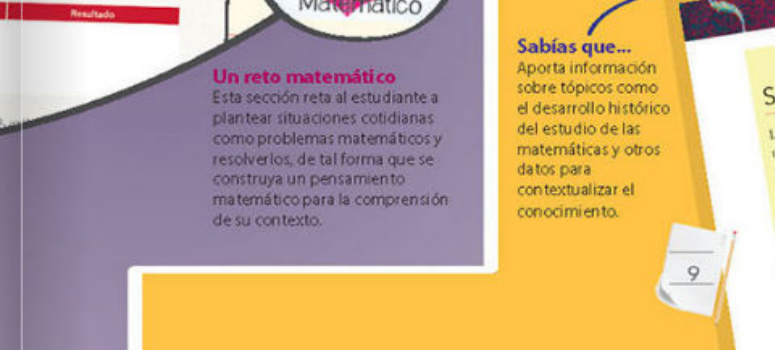 Resultado
Matemático
Un reto matemático
Esta sección reta al estudiante a
plantear situaciones cotidianas
como problemas matemáticos y
resolverlos, de tal forma que se
construya un pensamiento
matemático para la comprensión
de su contexto.
Sabías que...
Aporta información
sobre tópicos como
el desarrollo histórico
del estudio de las
matemáticas y otros
datos para
contextualizar el
conocimiento.
S
9